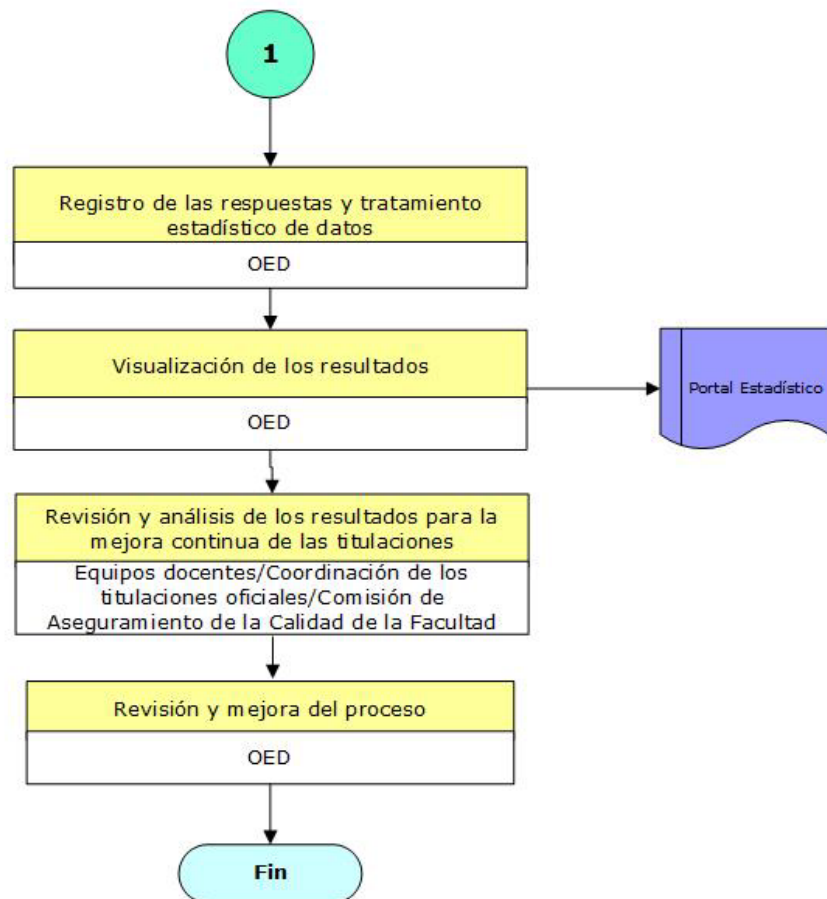 1
Registro de las respuestas y tratamiento
estadístico de datos
OED
Visualización de los resultados
Portal Estadístico
OED
Revisión y análisis de los resultados para la
mejora continua de las titulaciones
Equipos docentes/Coordinación de los
titulaciones oficiales/Comisión de
Aseguramiento de la Calidad de la Facultad
Revisión y mejora del proceso
OED
Fin